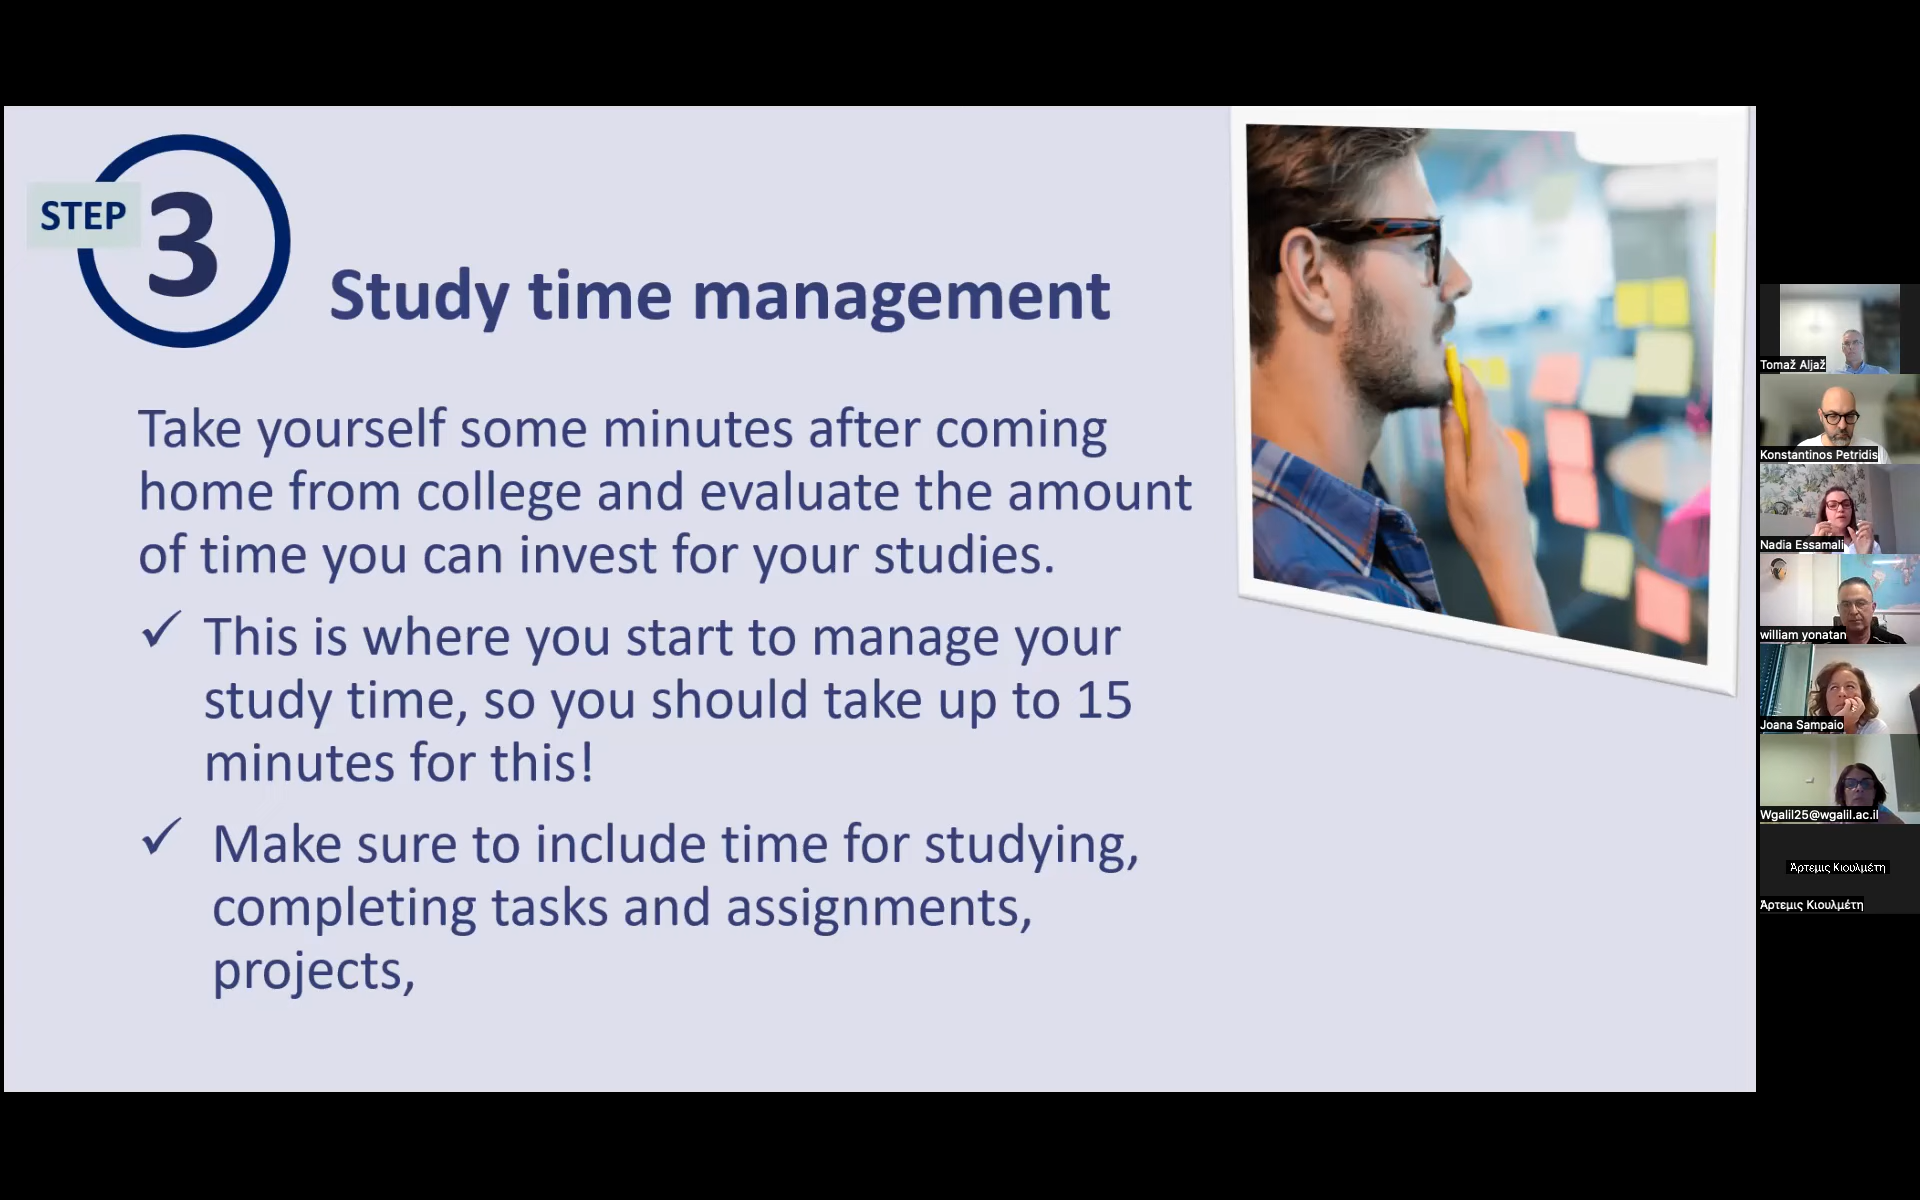 STEP
3
Study time management
Take yourself some minutes after coming
home from college and evaluate the amount
of time you can invest for your studies.
✓ This is where you start to manage your
study time, so you should take up to 15
minutes for this!
✓ Make sure to include time for studying,
completing tasks and assignments,
projects,
Tomaž Aljaž
Konstantinos Petridis
Nadia Essamali
william yonatan
Joana Sampaio
Wgalil25@wgalil.ac.il
Άρτεμις Κιουλμέτη
Άρτεμις Κιουλμέτη